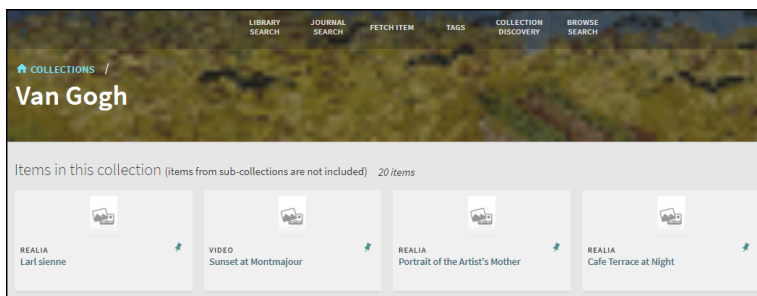 LIBRARY SEARCH
JOURNAL SEARCH
FETCH ITEM
TAGS
COLLECTION DISCOVERY
BROWSE SEARCH
COLLECTIONS /
Van Gogh
Items in this collection (items from sub-collections are not included) 20 items
REALIA
Larl sienne
VIDEO
Sunset at Montmajour
REALIA
Portrait of the Artist's Mother
REALIA
Cafe Terrace at Night